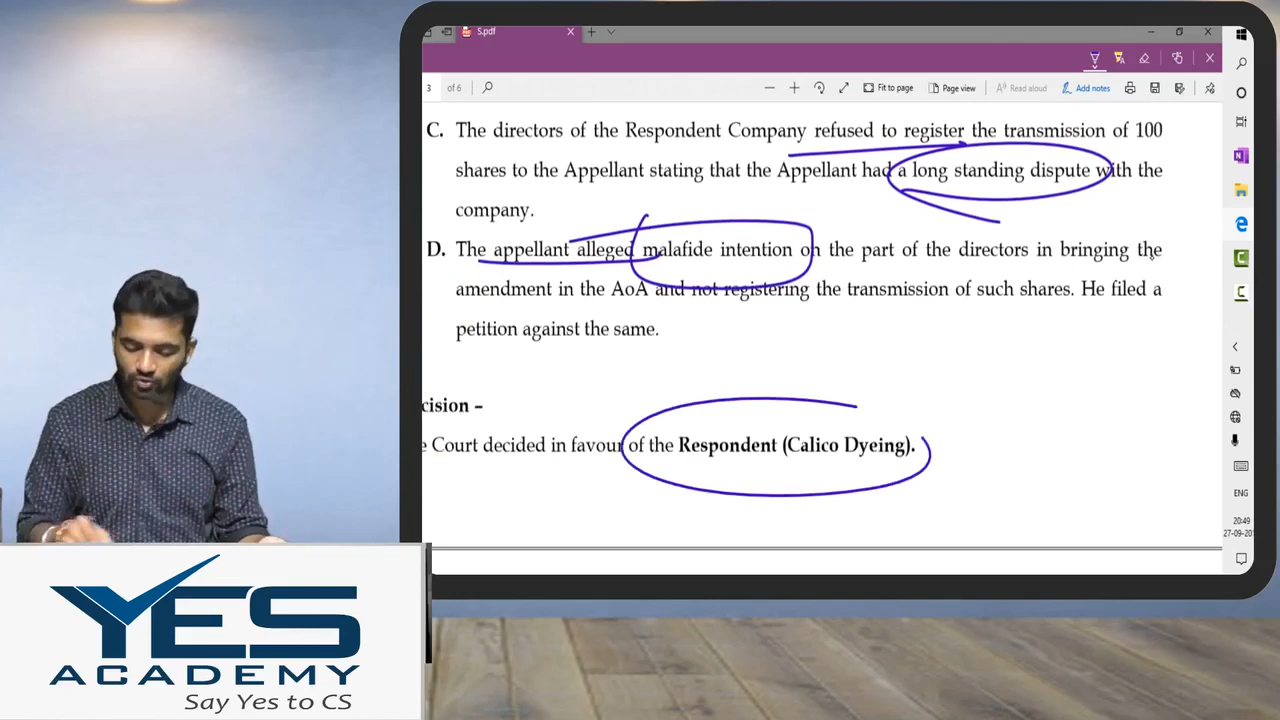 S.pdf
3 of 6
Fit to page
Page view
Read aloud
Add notes
C. The directors of the Respondent Company refused to register the transmission of 100
shares to the Appellant stating that the Appellant had a long standing dispute with the
company.
D. The appellant alleged malafide intention on the part of the directors in bringing the
amendment in the AoA and not registering the transmission of such shares. He filed a
petition against the same.
cision –
e Court decided in favour of the Respondent (Calico Dyeing).
ENG
20:49
27-09-20
YES
ACADEMY
Say Yes to CS